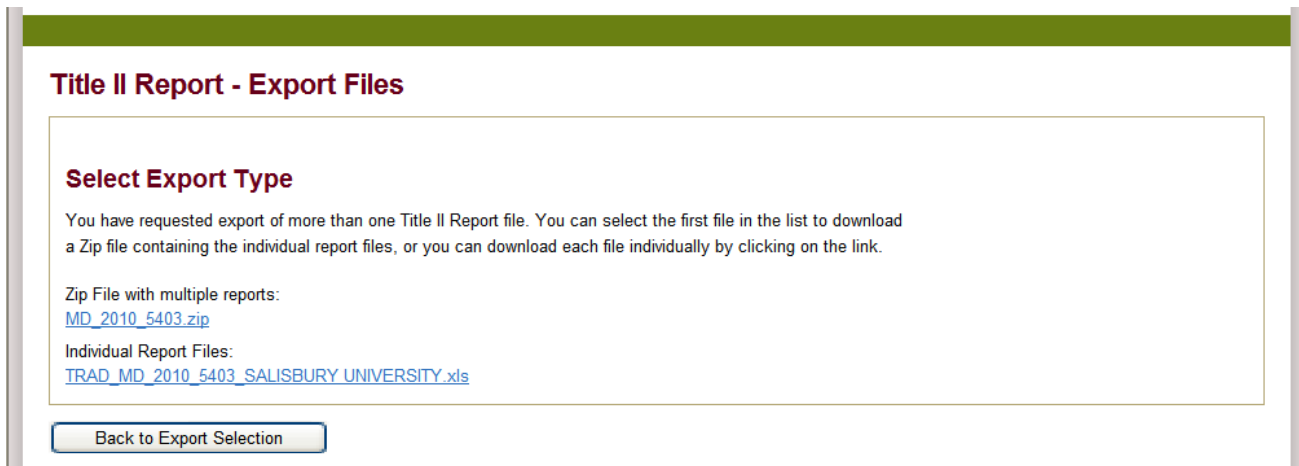 Title II Report - Export Files
Select Export Type
You have requested export of more than one Title II Report file. You can select the first file in the list to download
a Zip file containing the individual report files, or you can download each file individually by clicking on the link.
Zip File with multiple reports:
MD_2010_5403.zip
Individual Report Files:
TRAD_MD_2010_5403_SALISBURY UNIVERSITY.xls
Back to Export Selection